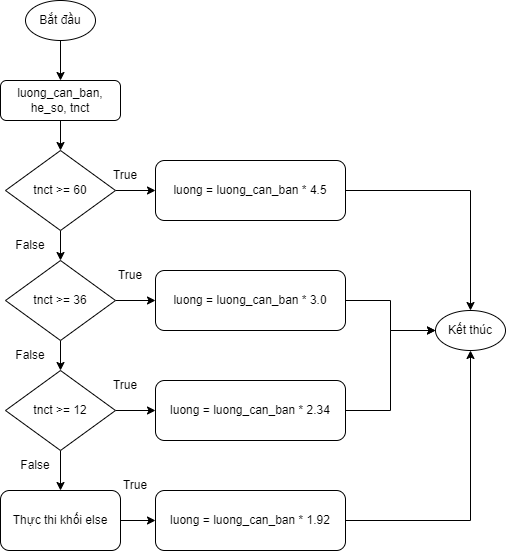 Bắt đầu
luong_can_ban,
he_so, tnct
tnct >= 60
True
luong = luong_can_ban * 4.5
False
tnct >= 36
True
luong = luong_can_ban * 3.0
Kết thúc
False
tnct >= 12
True
luong = luong_can_ban * 2.34
False
Thực thi khối else
True
luong = luong_can_ban * 1.92